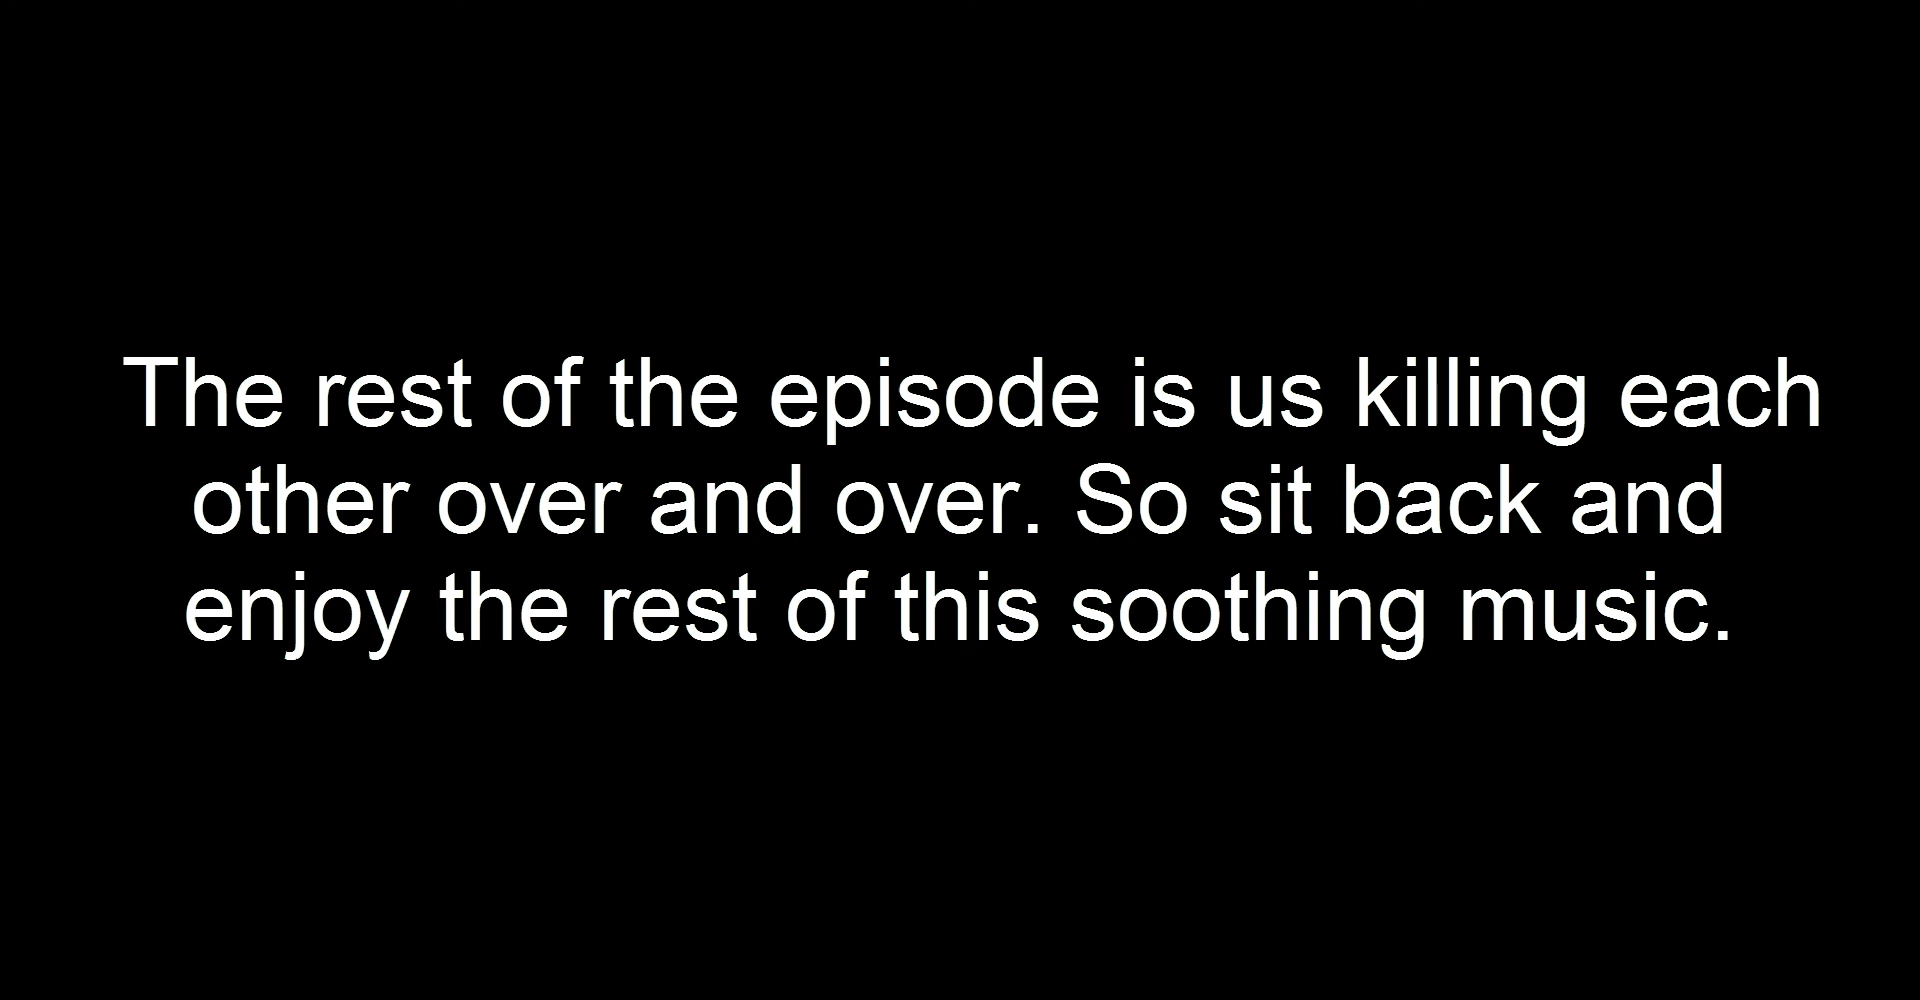 The rest of the episode is us killing each
other over and over. So sit back and
enjoy the rest of this soothing music.